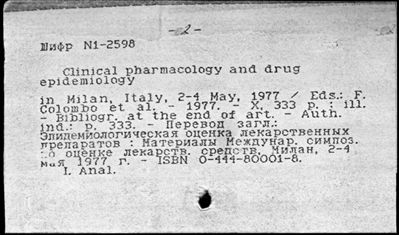 - 2 -
Шифр N1-2598
Clinical pharmacology and drug
epidemiology
in Milan, Italy, 2-4 May, 1977 / Eds.: F.
Colombo et al. - 1977. - X, 333 p. : ill.
- Bibliogr. at the end of art. - Auth.
ind.: p. 333. - Перевод загл.:
Эпидемиологическая оценка лекарственных
препаратов : Материалы Междунар. симпоз.
по оценке лекарств. средств, Милан, 2-4
мая 1977 г. - ISBN 0-444-80001-8.
I. Anal.